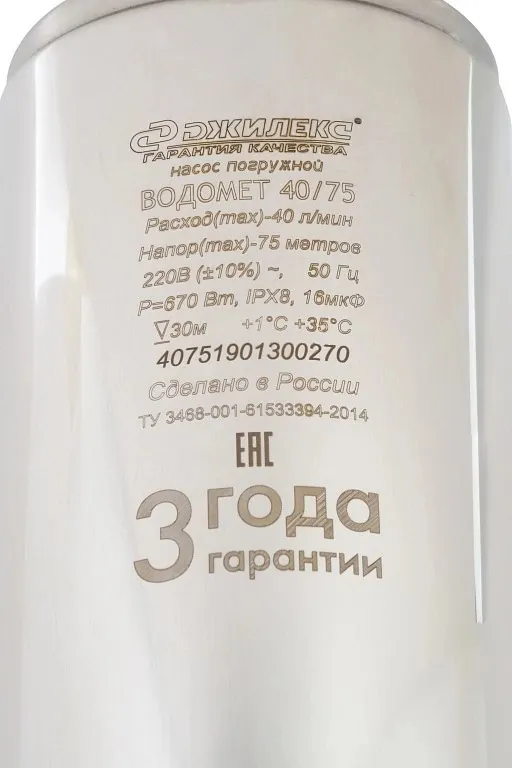 ДЖИЛЕКС®
ГАРАНТИЯ КАЧЕСТВА
насос погружной
ВОДОМЕТ 40/75
Расход(max)-40 л/мин
Напор(max)-75 метров
220В (±10%) ~, 50 Гц
P=670 Вт, IPX8, 16мкФ
▽30м +1°C +35°C
40751901300270
Сделано в России
ТУ 3468-001-61533394-2014
EAC
3 года
гарантии